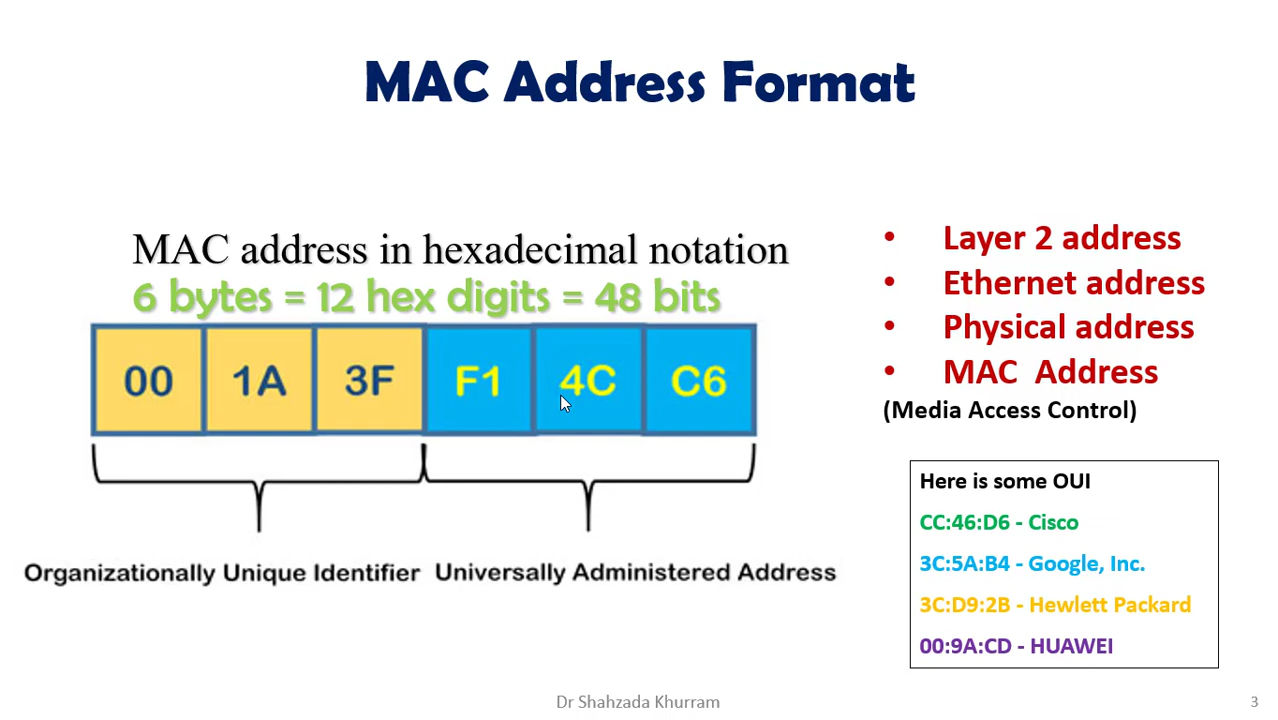 MAC Address Format
MAC address in hexadecimal notation
6 bytes = 12 hex digits = 48 bits
00 1A 3F F1 4C C6
Organizationally Unique Identifier Universally Administered Address
• Layer 2 address
• Ethernet address
• Physical address
• MAC Address
(Media Access Control)
Here is some OUI
CC:46:D6 - Cisco
3C:5A:B4 - Google, Inc.
3C:D9:2B - Hewlett Packard
00:9A:CD - HUAWEI
Dr Shahzada Khurram
3